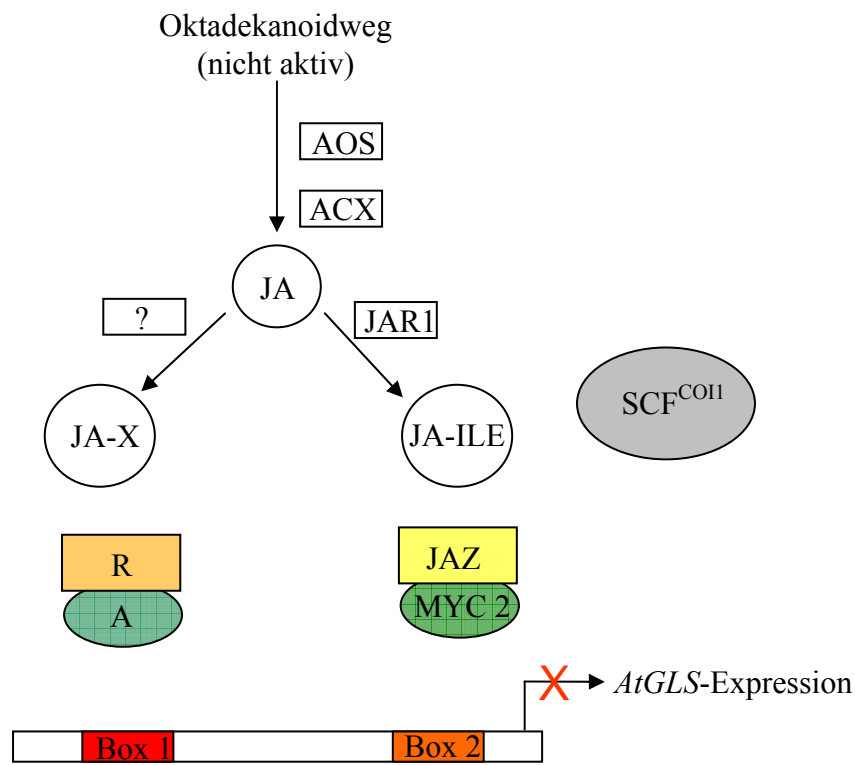 Oktadekanoidweg
(nicht aktiv)
AOS
ACX
JA
?
JAR1
JA-X
JA-ILE
SCF^COI1
R
JAZ
A
MYC 2
AtGLS-Expression
Box 1
Box 2